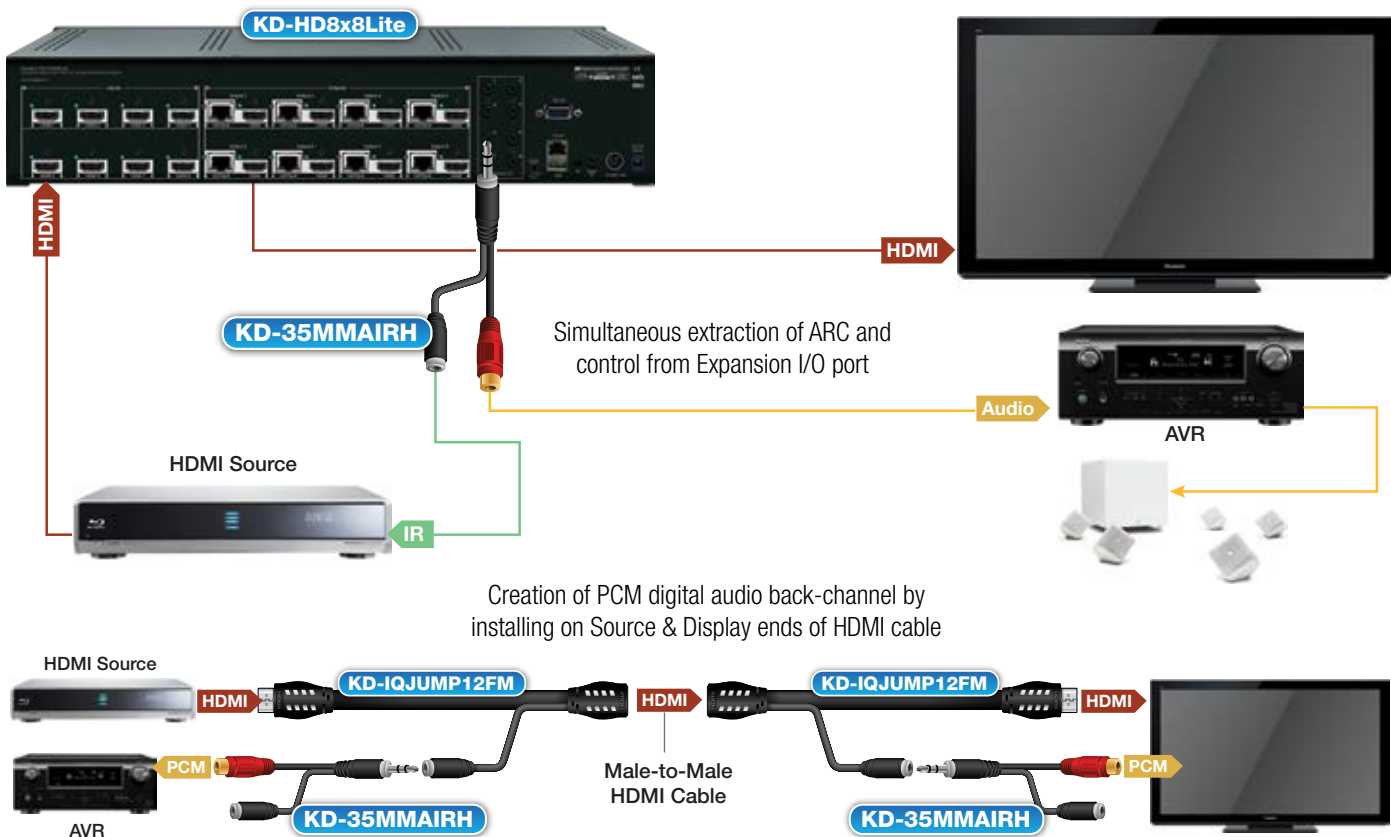 KD-HD8x8Lite
HDMI
HDMI
KD-35MMAIRH
Simultaneous extraction of ARC and
control from Expansion I/O port
Audio
AVR
HDMI Source
IR
Creation of PCM digital audio back-channel by
installing on Source & Display ends of HDMI cable
HDMI Source
HDMI
KD-IQJUMP12FM
HDMI
KD-IQJUMP12FM
HDMI
PCM
PCM
Male-to-Male
HDMI Cable
KD-35MMAIRH
KD-35MMAIRH
AVR